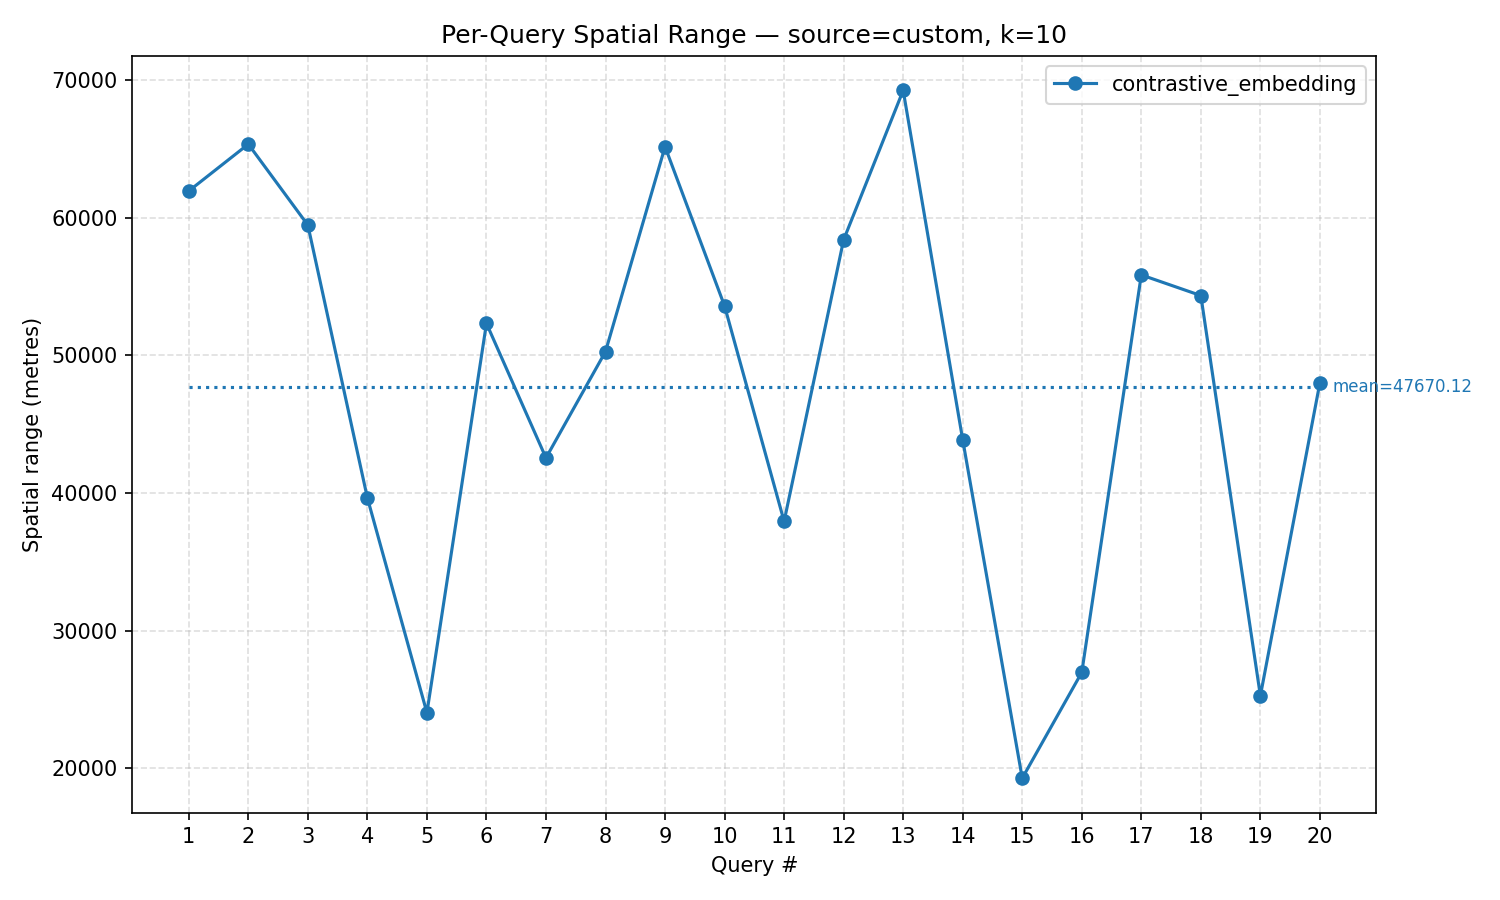 Per-Query Spatial Range — source=custom, k=10
contrastive_embedding
Spatial range (metres)
70000
60000
50000
40000
30000
20000
mean=47670.12
1 2 3 4 5 6 7 8 9 10 11 12 13 14 15 16 17 18 19 20
Query #